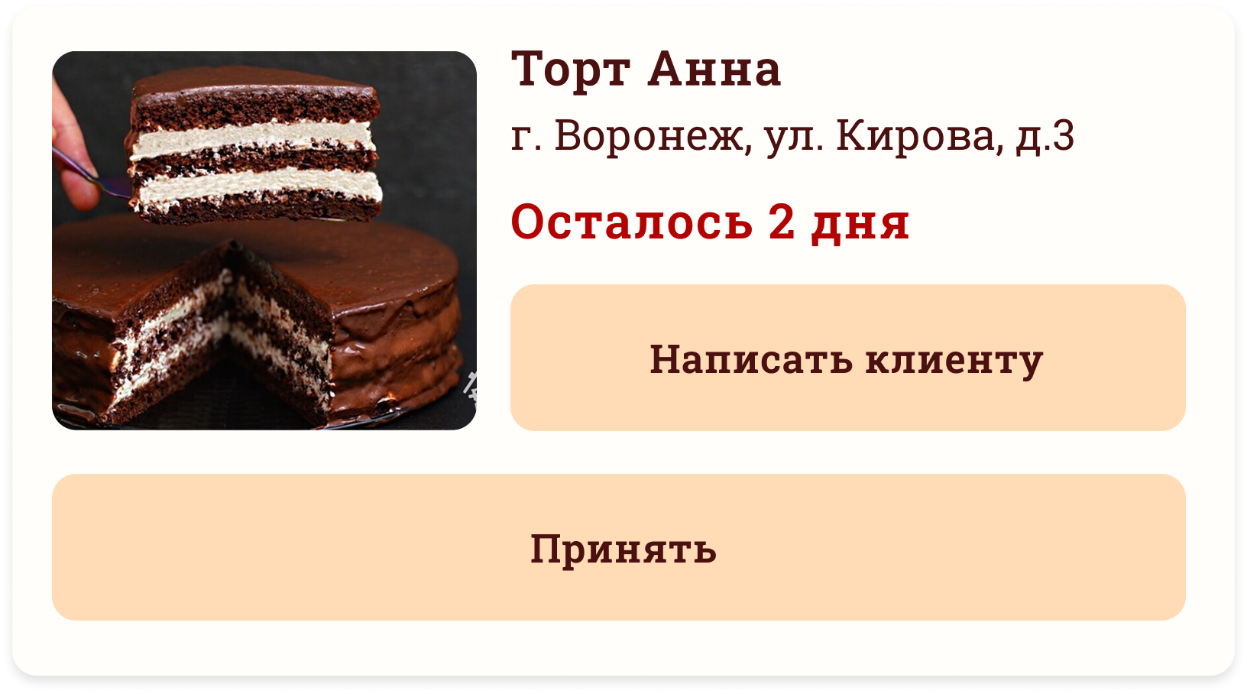 Торт Анна
г. Воронеж, ул. Кирова, д.3
Осталось 2 дня
Написать клиенту
Принять